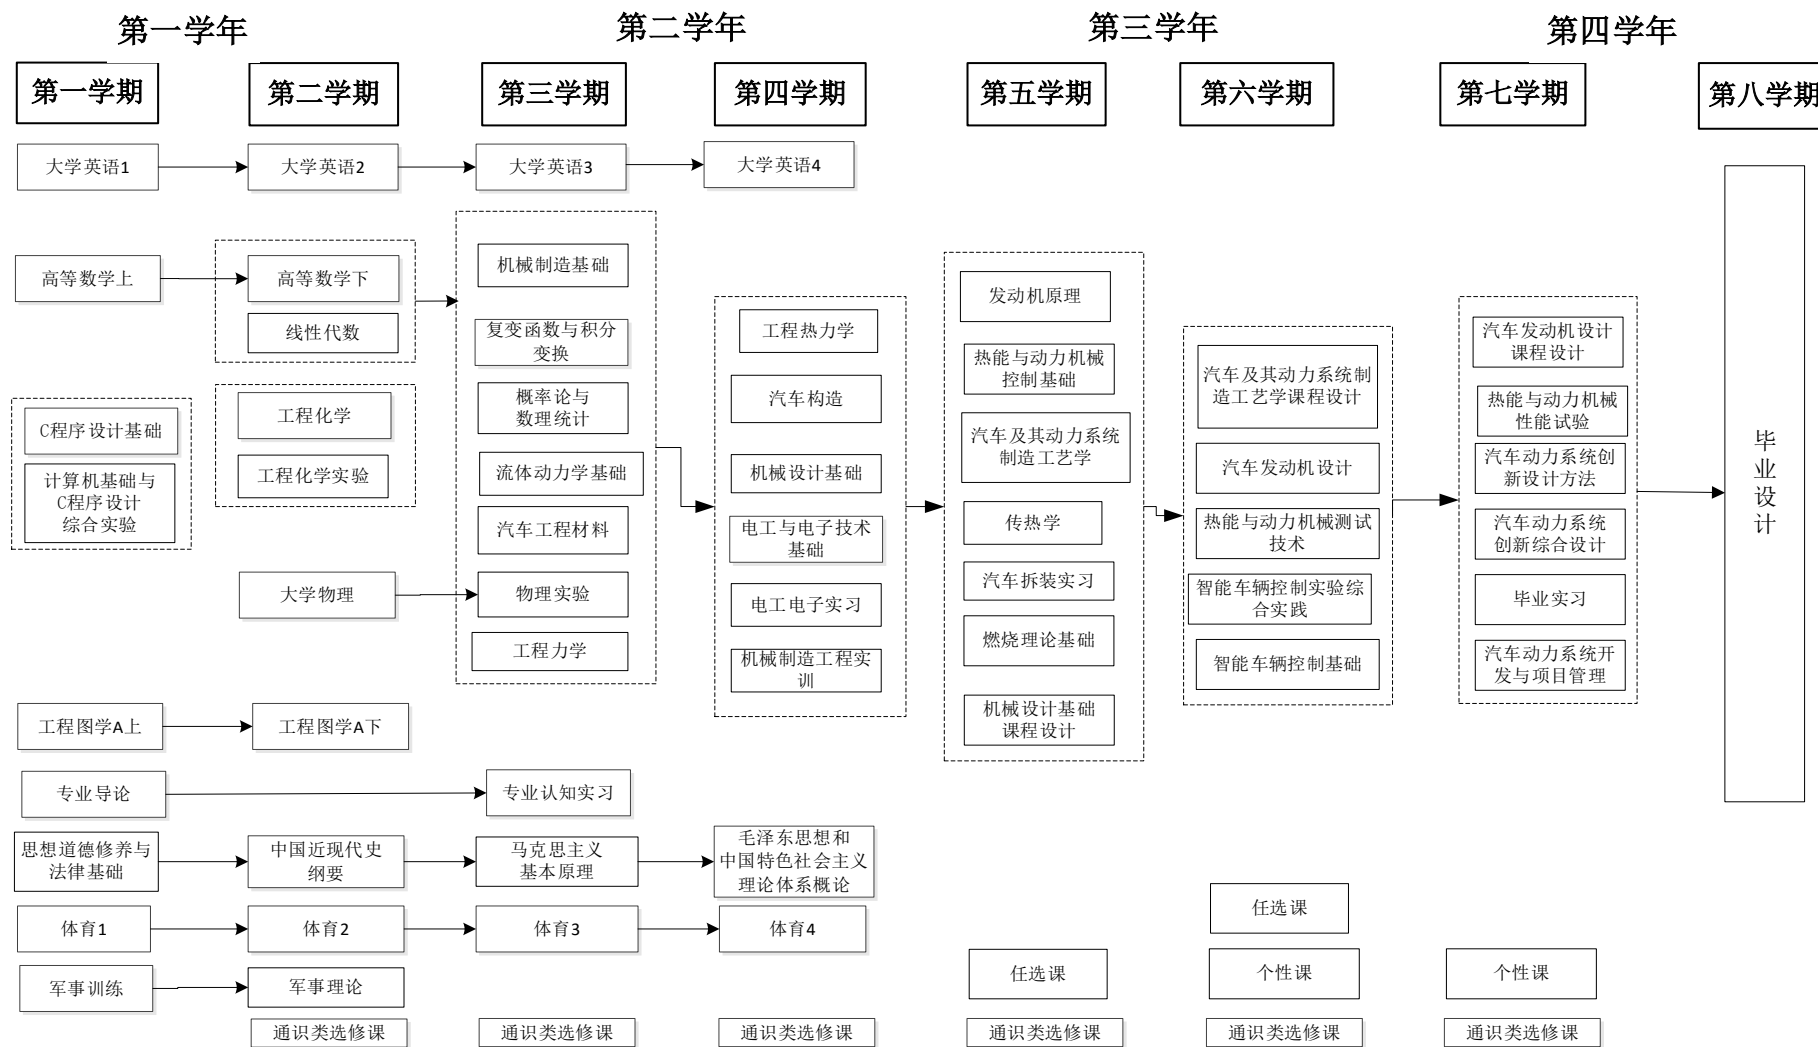 第一学年
第二学年
第三学年
第四学年
第一学期
第二学期
第三学期
第四学期
第五学期
第六学期
第七学期
第八学期
大学英语1
大学英语2
大学英语3
大学英语4
高等数学上
高等数学下
线性代数
C程序设计基础
计算机基础与
C程序设计
综合实验
工程化学
工程化学实验
大学物理
机械制造基础
复变函数与积分
变换
概率论与
数理统计
流体动力学基础
汽车工程材料
物理实验
工程力学
工程热力学
汽车构造
机械设计基础
电工与电子技术
基础
电工电子实习
机械制造工程实
训
发动机原理
热能与动力机械
控制基础
汽车及其动力系统
制造工艺学
传热学
汽车拆装实习
燃烧理论基础
机械设计基础
课程设计
汽车及其动力系统制
造工艺学课程设计
汽车发动机设计
热能与动力机械测试
技术
智能车辆控制实验综
合实践
智能车辆控制基础
汽车发动机设计
课程设计
热能与动力机械
性能试验
汽车动力系统创
新设计方法
汽车动力系统
创新综合设计
毕业实习
汽车动力系统开
发与项目管理
毕
业
设
计
工程图学A上
工程图学A下
专业导论
专业认知实习
思想道德修养与
法律基础
中国近现代史
纲要
马克思主义
基本原理
毛泽东思想和
中国特色社会主义
理论体系概论
体育1
体育2
体育3
体育4
任选课
军事训练
军事理论
任选课
个性课
个性课
通识类选修课
通识类选修课
通识类选修课
通识类选修课
通识类选修课
通识类选修课